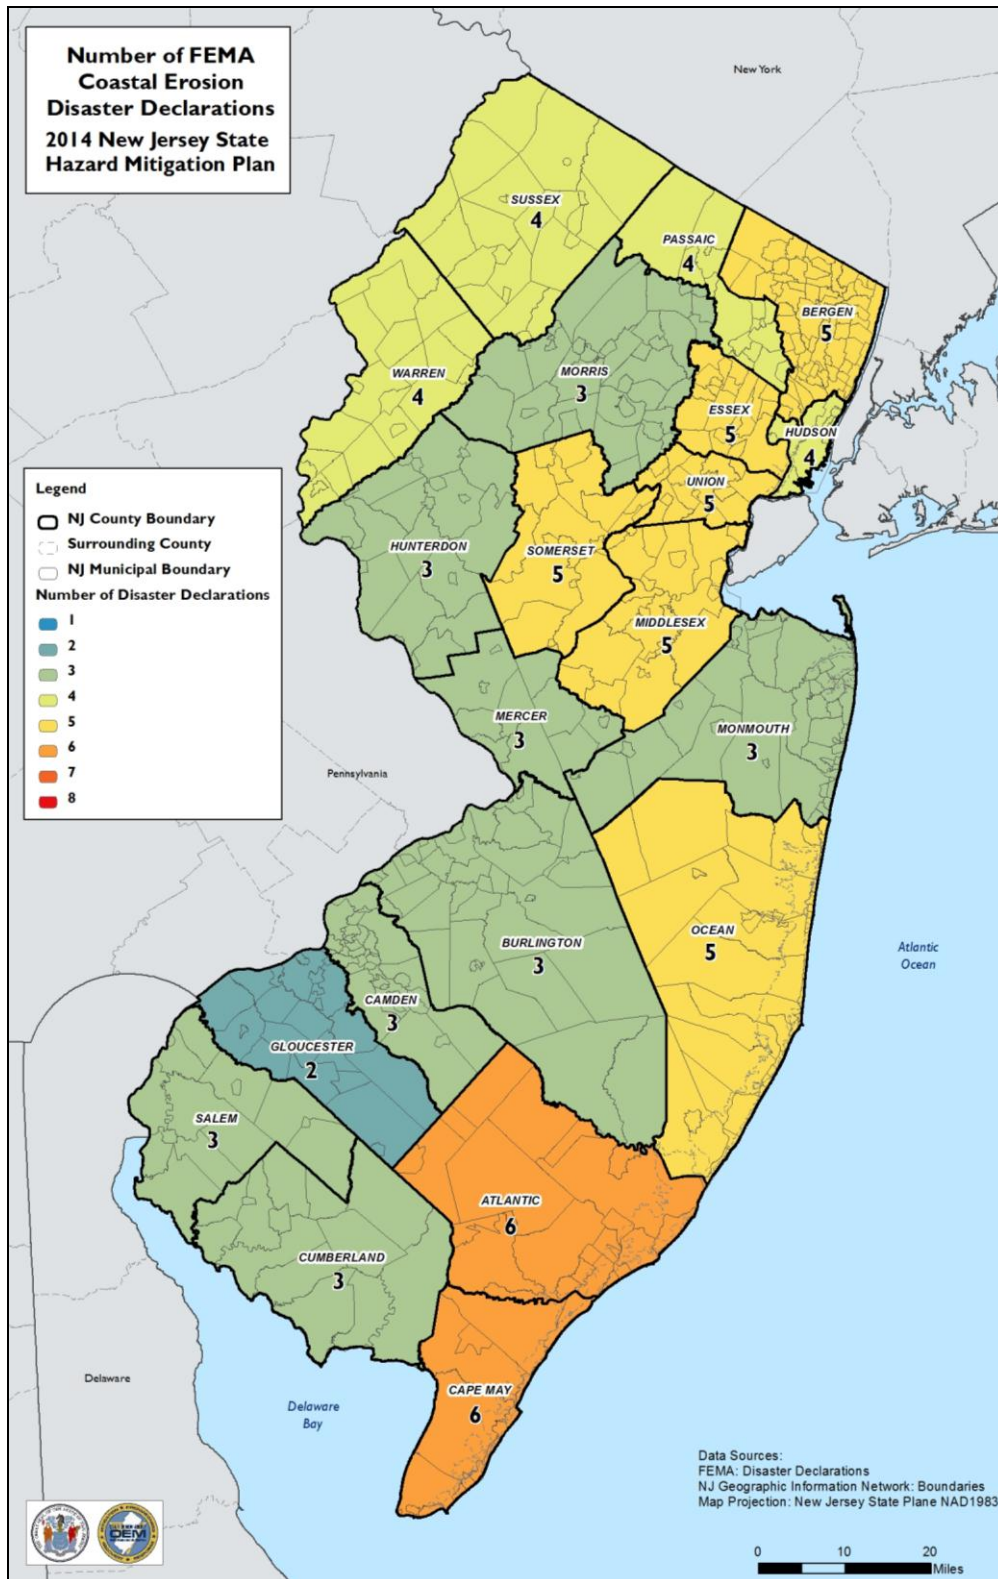 Number of FEMA
Coastal Erosion
Disaster Declarations
2014 New Jersey State
Hazard Mitigation Plan
New York
SUSSEX
4
PASSAIC
4
BERGEN
5
WARREN
4
MORRIS
3
ESSEX
5
HUDSON
4
UNION
5
Legend
NJ County Boundary
Surrounding County
NJ Municipal Boundary
Number of Disaster Declarations
1
2
3
4
5
6
7
8
HUNTERDON
3
SOMERSET
5
MIDDLESEX
5
MERCER
3
MONMOUTH
3
Pennsylvania
BURLINGTON
3
OCEAN
5
Atlantic
Ocean
CAMDEN
3
GLOUCESTER
2
SALEM
3
ATLANTIC
6
CUMBERLAND
3
Delaware
CAPE MAY
6
Delaware
Bay
Data Sources:
FEMA: Disaster Declarations
NJ Geographic Information Network: Boundaries
Map Projection: New Jersey State Plane NAD1983
OEM
0 10 20
Miles